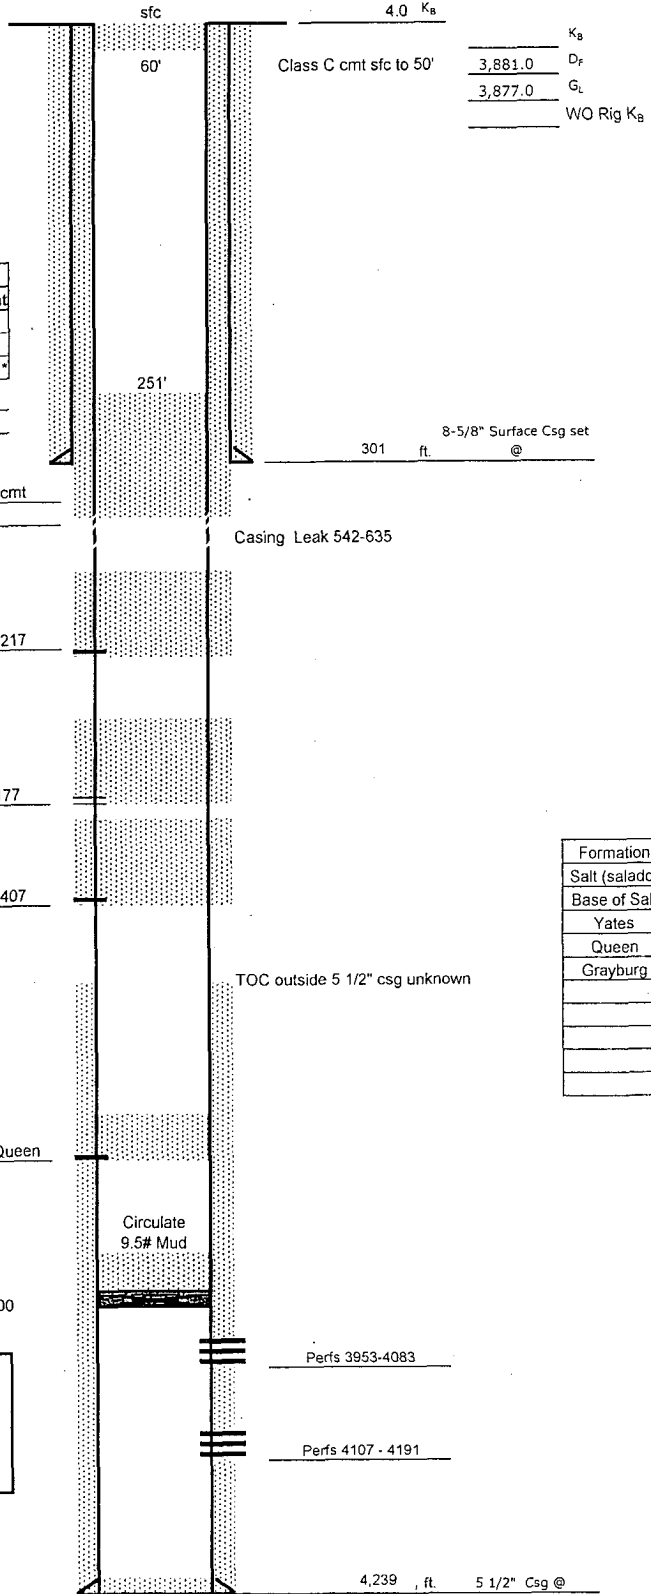 sfc
4.0 KB
KB
60'
Class C cmt sfc to 50'
3,881.0 DF
3,877.0 GL
WO Rig KB
*
251'
8-5/8" Surface Csg set
301 ft. @
cmt
Casing Leak 542-635
217
177
407
Formation
Salt (salado
Base of Sal
Yates
Queen
Grayburg
TOC outside 5 1/2" csg unknown
Queen
Circulate
9.5# Mud
00
Perfs 3953-4083
Perfs 4107 - 4191
4,239 , ft. 5 1/2" Csg @